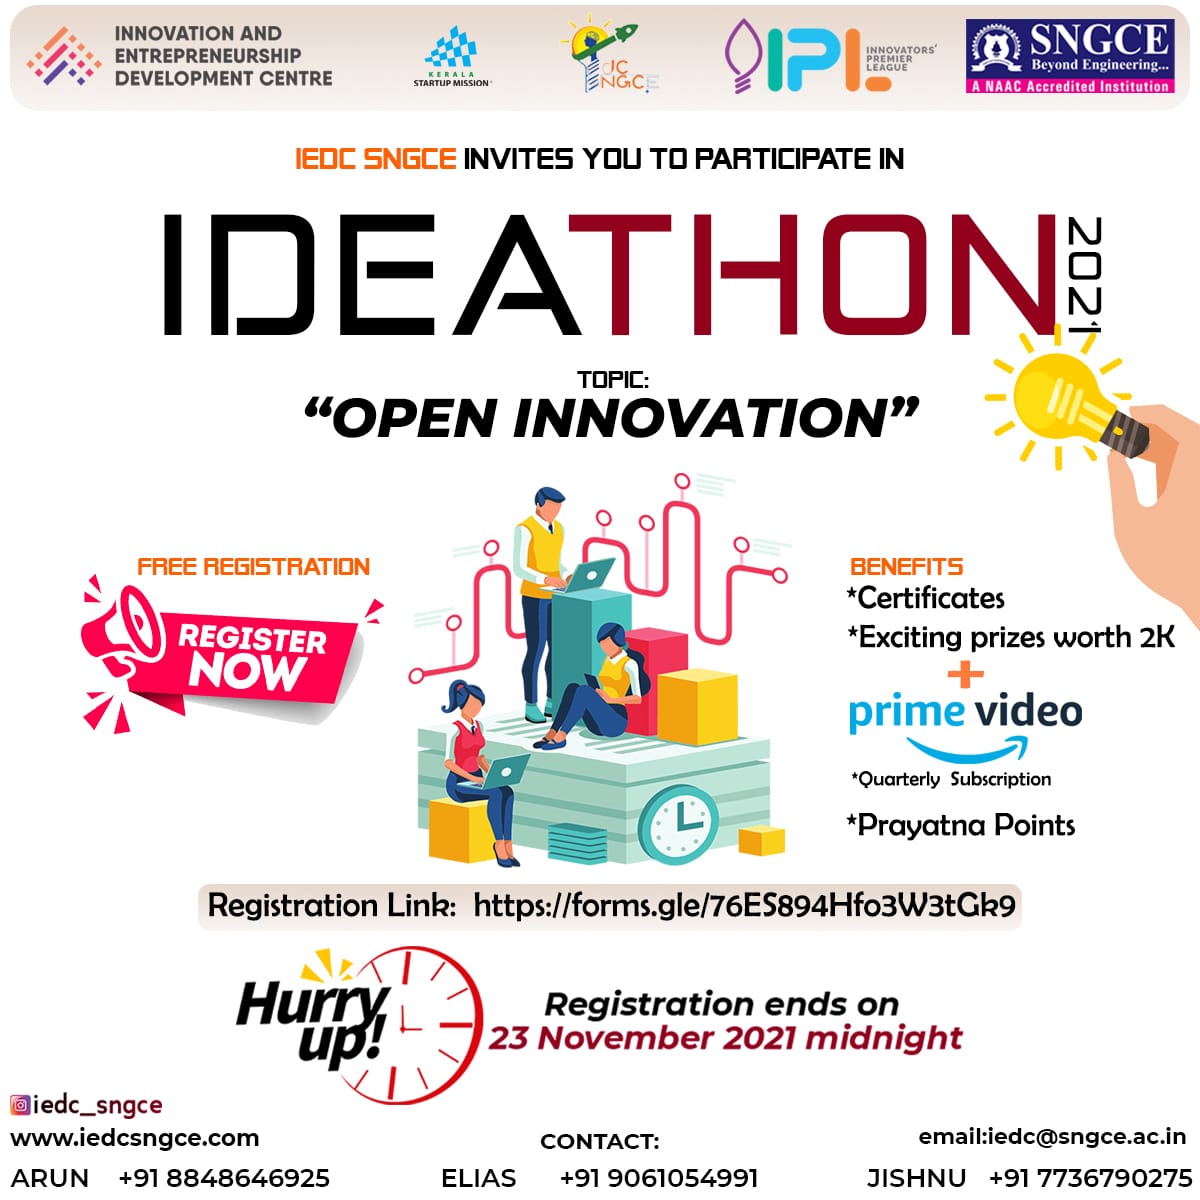 INNOVATION AND
ENTREPRENEURSHIP
DEVELOPMENT CENTRE
KERALA
STARTUP MISSION
IPL
INNOVATORS'
PREMIER
LEAGUE
SNGCE
Beyond Engineering...
A NAAC Accredited Institution
IEDC SNGCE INVITES YOU TO PARTICIPATE IN
IDEATHON
2021
TOPIC:
“OPEN INNOVATION”
FREE REGISTRATION
REGISTER
NOW
BENEFITS
*Certificates
*Exciting prizes worth 2K
+
prime video
*Quarterly Subscription
*Prayatna Points
Registration Link: https://forms.gle/76ES894Hfo3W3tGk9
Hurry
up!
Registration ends on
23 November 2021 midnight
iedc_sngce
www.iedcsngce.com
CONTACT:
email:iedc@sngce.ac.in
ARUN +91 8848646925
ELIAS +91 9061054991
JISHNU +91 7736790275